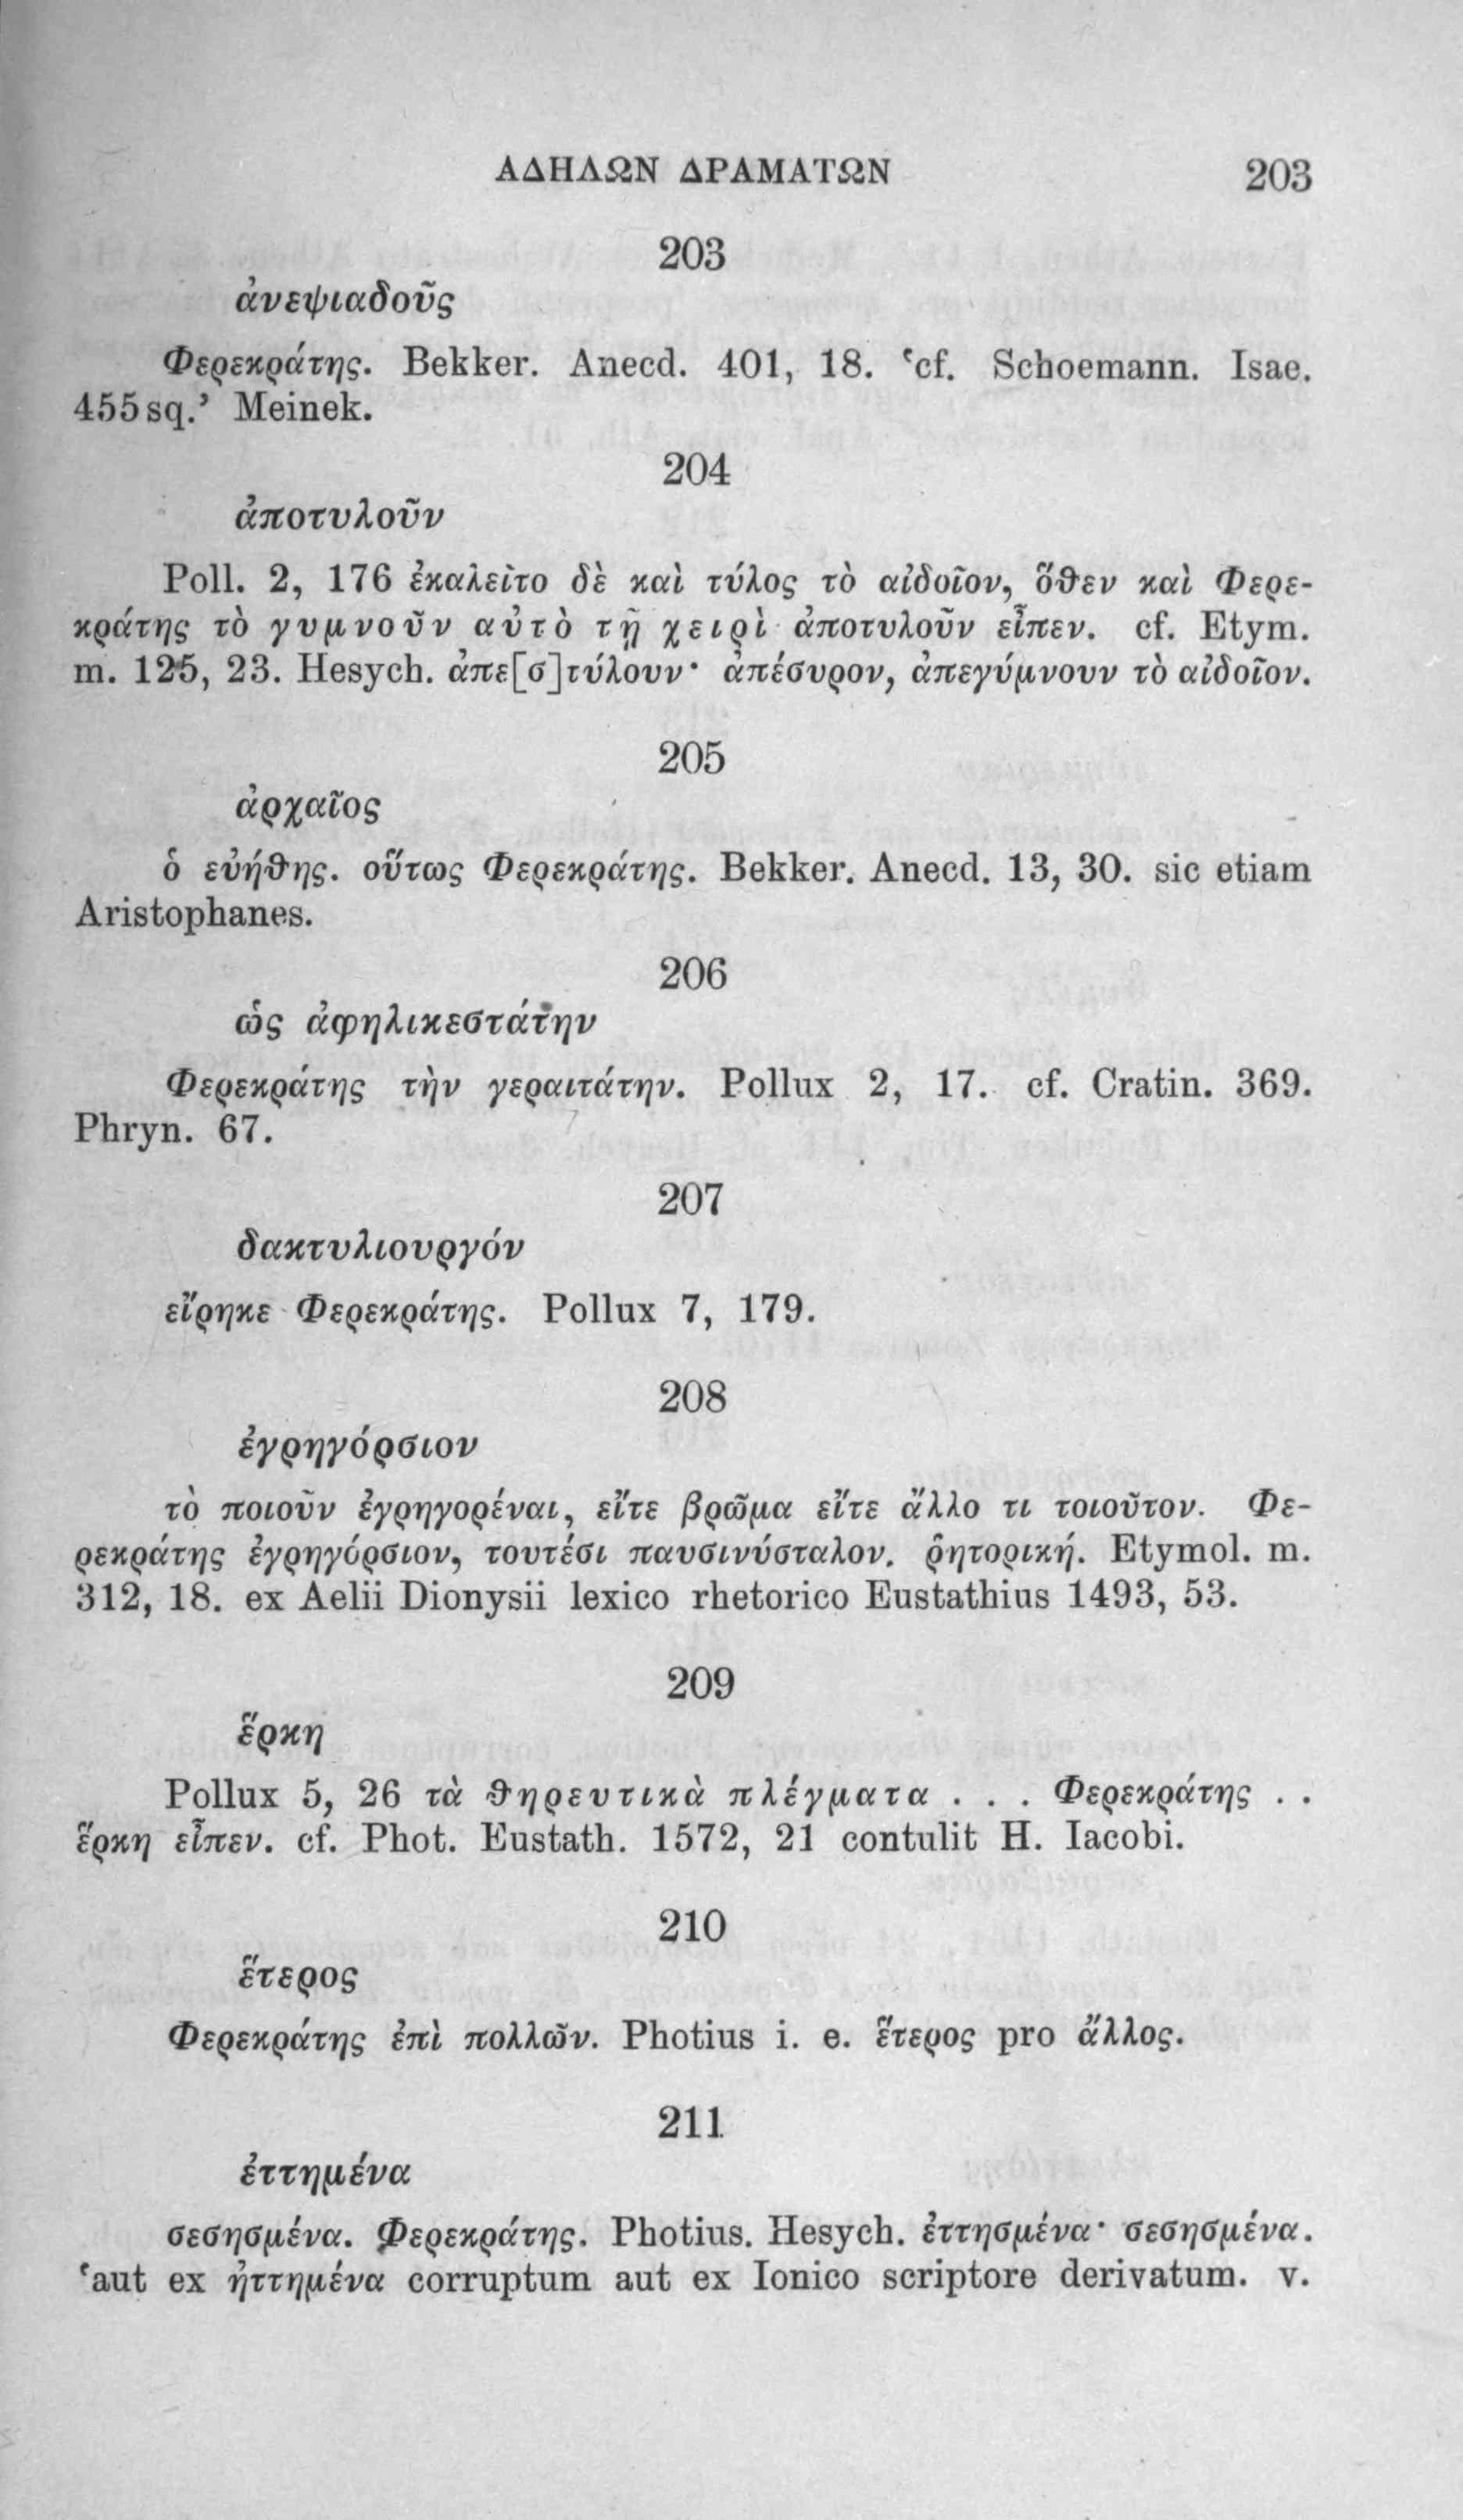 ΑΔΗΛΩΝ ΔΡΑΜΑΤΩΝ 203
203
ἀνεψιαδοῦς
Φερεκράτης. Bekker. Anecd. 401, 18. ‘cf. Schoemann. Isae.
455 sq.’ Meinek.
204
ἀποτυλοῦν
Poll. 2, 176 ἐκαλεῖτο δὲ καὶ τύλος τὸ αἰδοῖον, ὅθεν καὶ Φερε-
κράτης τὸ γυμνοῦν αὐτὸ τῇ χειρὶ ἀποτυλοῦν εἶπεν. cf. Etym.
m. 125, 23. Hesych. ἀπε[σ]τύλουν· ἀπέσυρον, ἀπεγύμνουν τὸ αἰδοῖον.
205
ἀρχαῖος
ὁ εὐήθης. οὕτως Φερεκράτης. Bekker. Anecd. 13, 30. sic etiam
Aristophanes.
206
ὡς ἀφηλικεστάτην
Φερεκράτης τὴν γεραιτάτην. Pollux 2, 17. cf. Cratin. 369.
Phryn. 67.
207
δακτυλιουργόν
εἴρηκε Φερεκράτης. Pollux 7, 179.
208
ἐγρηγόρσιον
τὸ ποιοῦν ἐγρηγορέναι, εἴτε βρῶμα εἴτε ἄλλο τι τοιοῦτον. Φε-
ρεκράτης ἐγρηγόρσιον, τουτέσι παυσινύσταλον. ῥητορική. Etymol. m.
312, 18. ex Aelii Dionysii lexico rhetorico Eustathius 1493, 53.
209
ἕρκη
Pollux 5, 26 τὰ θηρευτικὰ πλέγματα . . . Φερεκράτης . .
ἕρκη εἶπεν. cf. Phot. Eustath. 1572, 21 contulit H. Iacobi.
210
ἕτερος
Φερεκράτης ἐπὶ πολλῶν. Photius i. e. ἕτερος pro ἄλλος.
211
ἐττημένα
σεσησμένα. Φερεκράτης. Photius. Hesych. ἐττησμένα· σεσησμένα.
‘aut ex ἠττημένα corruptum aut ex Ionico scriptore derivatum. v.